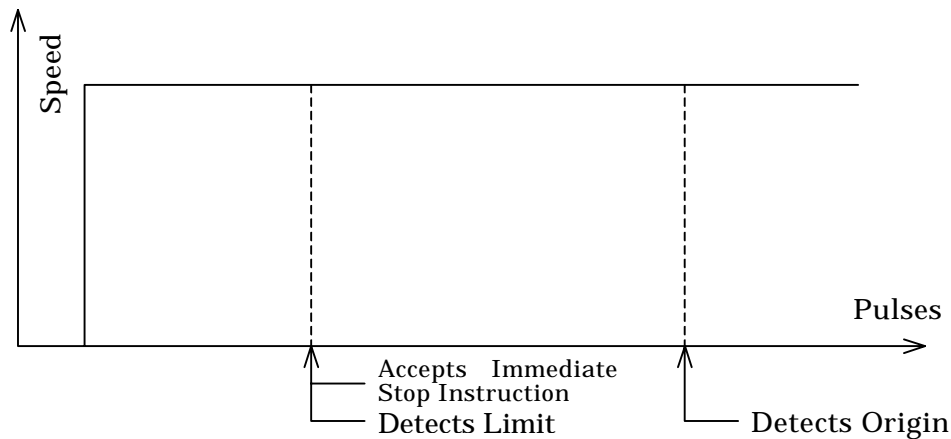 Speed
Pulses
Accepts Immediate
Stop Instruction
Detects Limit
Detects Origin